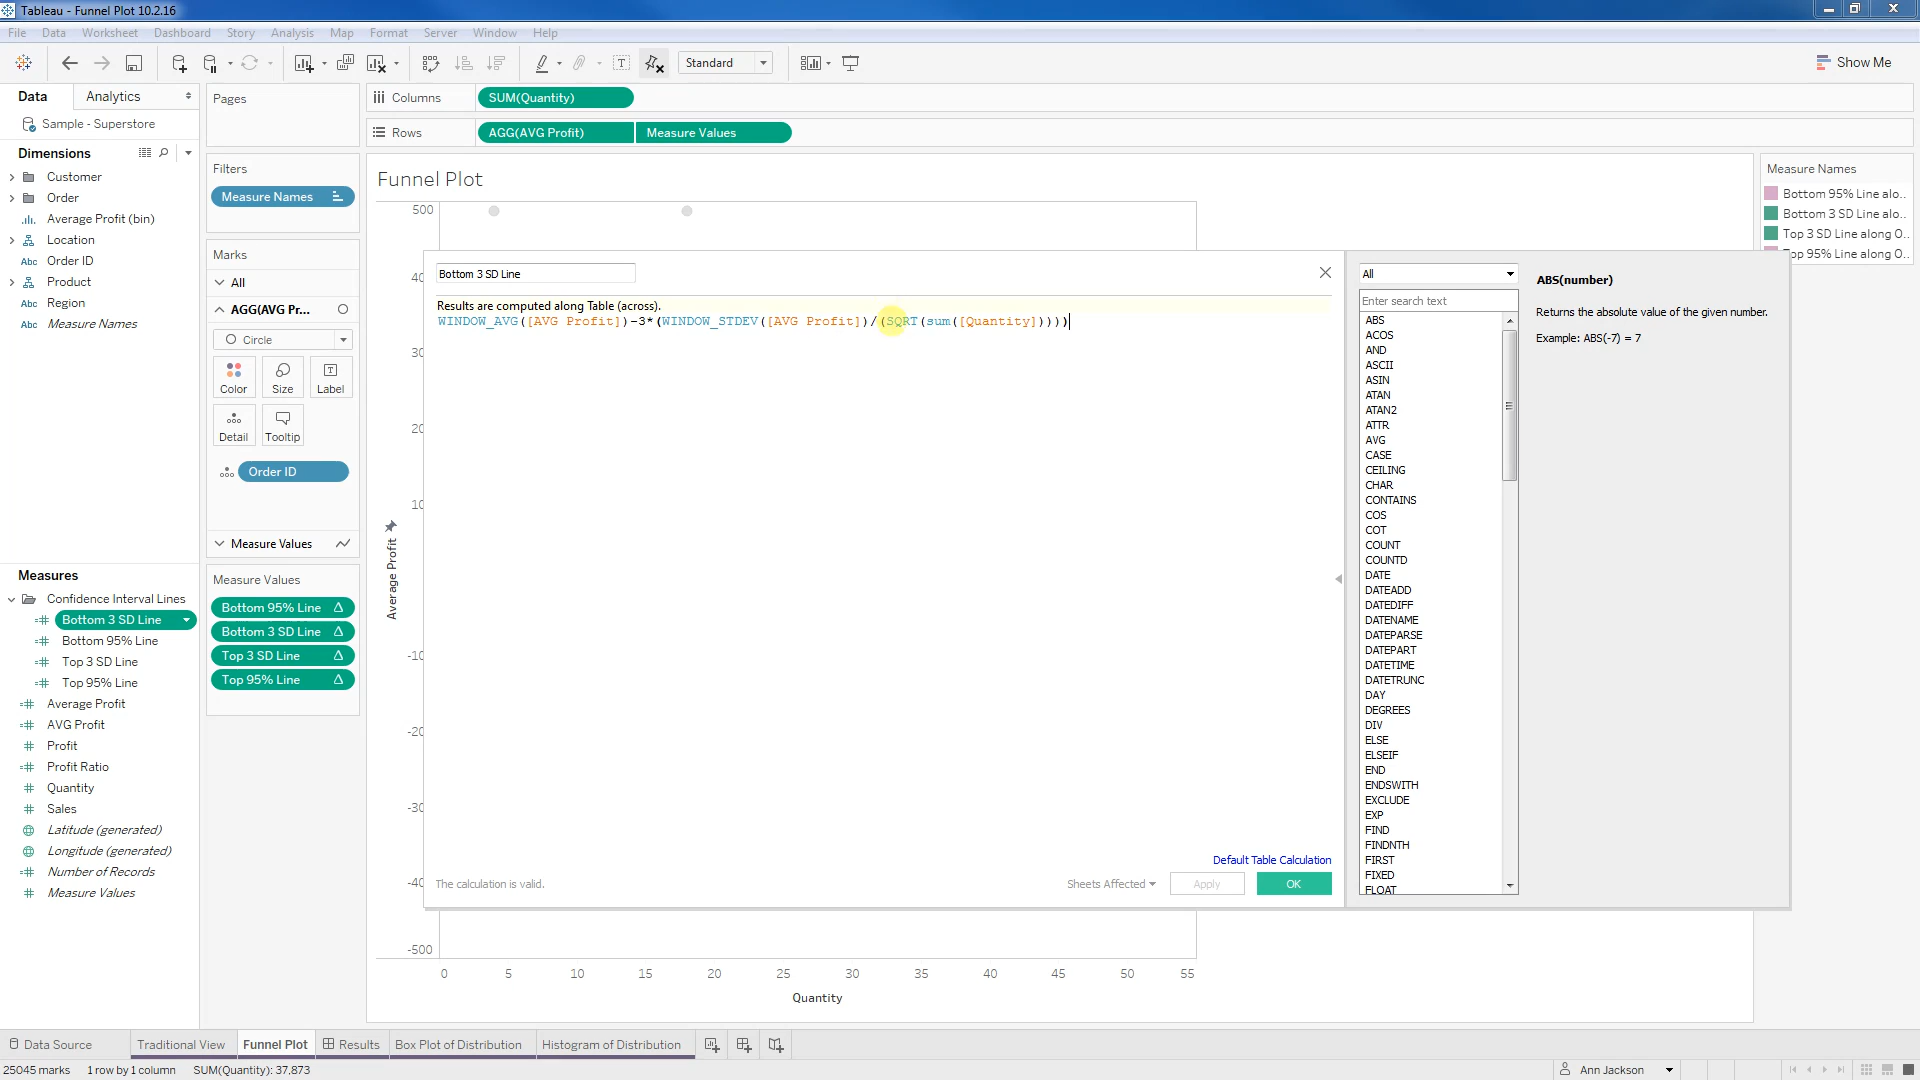 Tableau - Funnel Plot 10.2.16
File Data Worksheet Dashboard Story Analysis Map Format Server Window Help
Standard
Show Me
Data
Analytics
Sample - Superstore
Dimensions
Customer
Order
Average Profit (bin)
Location
Abc Order ID
Product
Abc Region
Abc Measure Names
Measures
Confidence Interval Lines
Bottom 3 SD Line
Bottom 95% Line
Top 3 SD Line
Top 95% Line
Average Profit
AVG Profit
Profit
Profit Ratio
Quantity
Sales
Latitude (generated)
Longitude (generated)
Number of Records
Measure Values
Pages
Filters
Measure Names
Marks
All
AGG(AVG Pr...
Circle
Color
Size
Label
Detail
Tooltip
Order ID
Measure Values
Measure Values
Bottom 95% Line
Bottom 3 SD Line
Top 3 SD Line
Top 95% Line
Columns
SUM(Quantity)
Rows
AGG(AVG Profit)
Measure Values
Funnel Plot
500
40
30
20
10
-10
-20
-30
-40
-500
Average Profit
0 5 10 15 20 25 30 35 40 45 50 55
Quantity
Bottom 3 SD Line
Results are computed along Table (across).
WINDOW_AVG([AVG Profit])-3*(WINDOW_STDEV([AVG Profit])/(SQRT(sum([Quantity]))))
Default Table Calculation
The calculation is valid.
Sheets Affected
Apply
OK
All
Enter search text
ABS
ACOS
AND
ASCII
ASIN
ATAN
ATAN2
ATTR
AVG
CASE
CEILING
CHAR
CONTAINS
COS
COT
COUNT
COUNTD
DATE
DATEADD
DATEDIFF
DATENAME
DATEPARSE
DATEPART
DATETIME
DATETRUNC
DAY
DEGREES
DIV
ELSE
ELSEIF
END
ENDSWITH
EXCLUDE
EXP
FIND
FINDNTH
FIRST
FIXED
FLOAT
ABS(number)
Returns the absolute value of the given number.
Example: ABS(-7) = 7
Measure Names
Bottom 95% Line alo..
Bottom 3 SD Line alo..
Top 3 SD Line along O..
Top 95% Line along O..
Data Source
Traditional View
Funnel Plot
Results
Box Plot of Distribution
Histogram of Distribution
25045 marks
1 row by 1 column
SUM(Quantity): 37,873
Ann Jackson